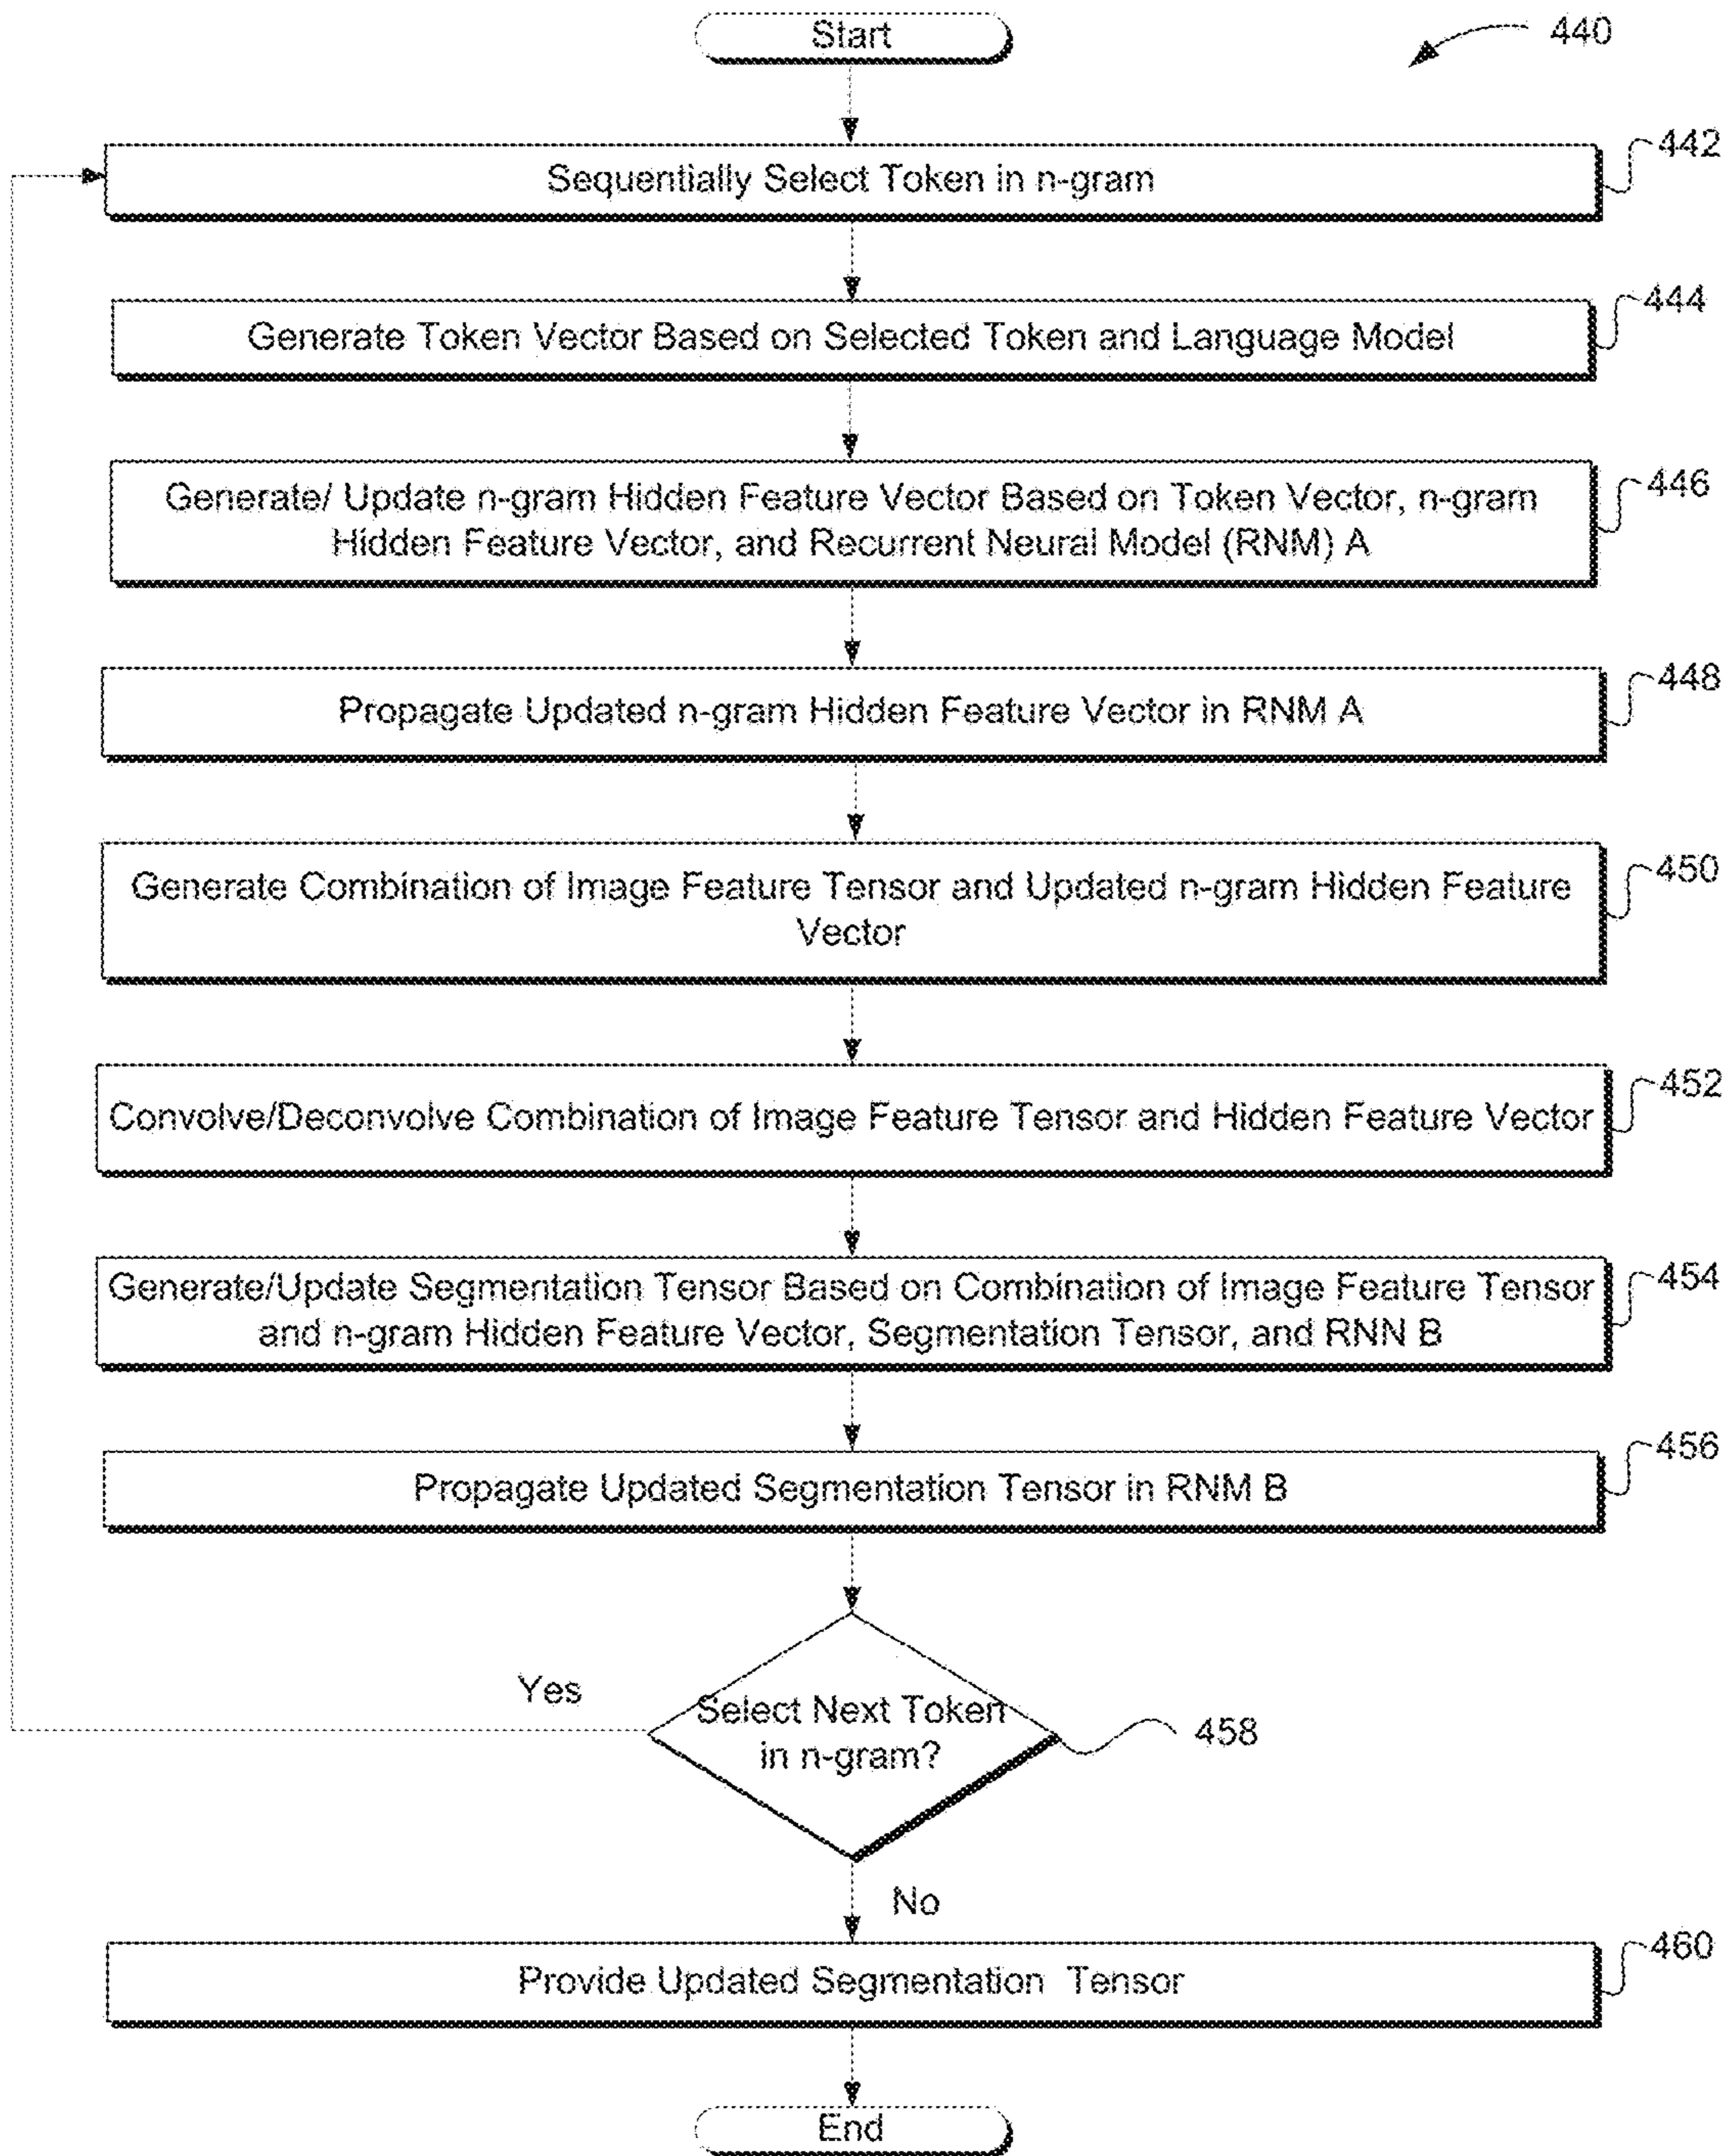 Start
440
Sequentially Select Token in n-gram
442
Generate Token Vector Based on Selected Token and Language Model
444
Generate/ Update n-gram Hidden Feature Vector Based on Token Vector, n-gram
Hidden Feature Vector, and Recurrent Neural Model (RNM) A
446
Propagate Updated n-gram Hidden Feature Vector in RNM A
448
Generate Combination of Image Feature Tensor and Updated n-gram Hidden Feature
Vector
450
Convolve/Deconvolve Combination of Image Feature Tensor and Hidden Feature Vector
452
Generate/Update Segmentation Tensor Based on Combination of Image Feature Tensor
and n-gram Hidden Feature Vector, Segmentation Tensor, and RNN B
454
Propagate Updated Segmentation Tensor in RNM B
456
Yes
Select Next Token
in n-gram?
458
No
Provide Updated Segmentation Tensor
460
End